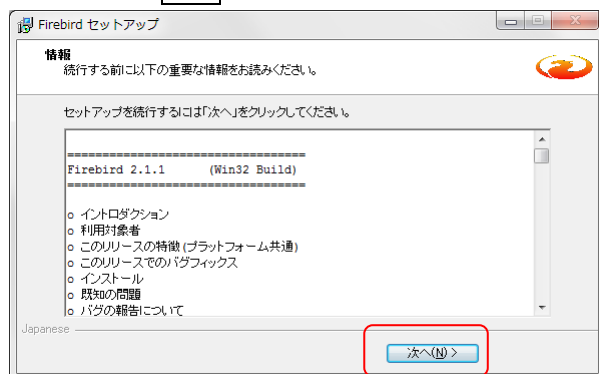 Firebird セットアップ
情報
続行する前に以下の重要な情報をお読みください。
セットアップを続行するには「次へ」をクリックしてください。
==================================
Firebird 2.1.1 (Win32 Build)
==================================
o イントロダクション
o 利用対象者
o このリリースの特徴 (プラットフォーム共通)
o このリリースでのバグフィックス
o インストール
o 既知の問題
o バグの報告について
Japanese
次へ(N) >